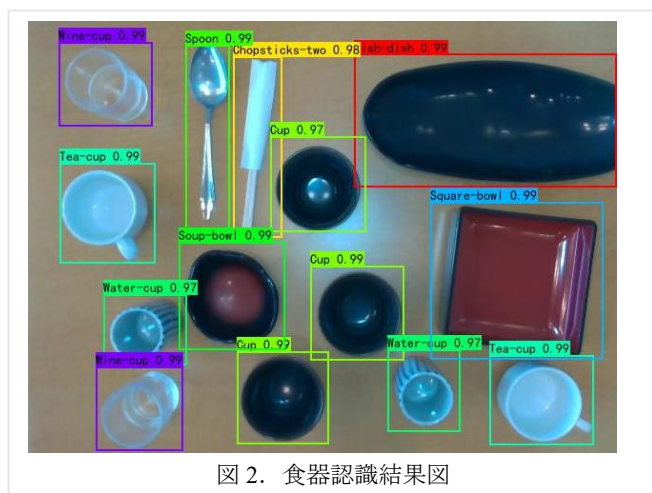 Wine-cup 0.99
Spoon 0.99
Chopsticks-two 0.98
ish-dish 0.99
Cup 0.97
Tea-cup 0.99
Square-bowl 0.99
Soup-bowl 0.99
Cup 0.99
Water-cup 0.97
Cup 0.99
Water-cup 0.97
Tea-cup 0.99
Wine-cup 0.99
図 2. 食器認識結果図